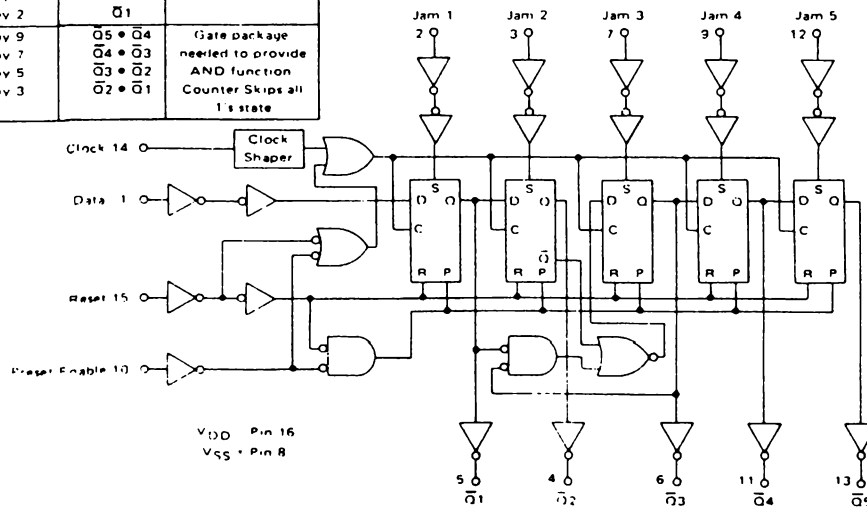 2
Q̅1
9
Q̅5 • Q̅4
Gate package
7
Q̅4 • Q̅3
needed to provide
5
Q̅3 • Q̅2
AND function
3
Q̅2 • Q̅1
Counter Skips all
1's state
Jam 1
Jam 2
Jam 3
Jam 4
Jam 5
2
3
7
9
12
Clock 14
Clock
Shaper
Data 1
Reset 15
Preset Enable 10
S
D Q
C
R P
S
D Q
C
Q̅
R P
S
D Q
C
R P
S
D Q
C
R P
S
D Q
C
R P
VDD = Pin 16
VSS = Pin 8
5
4
6
11
13
Q̅1
Q̅2
Q̅3
Q̅4
Q̅5